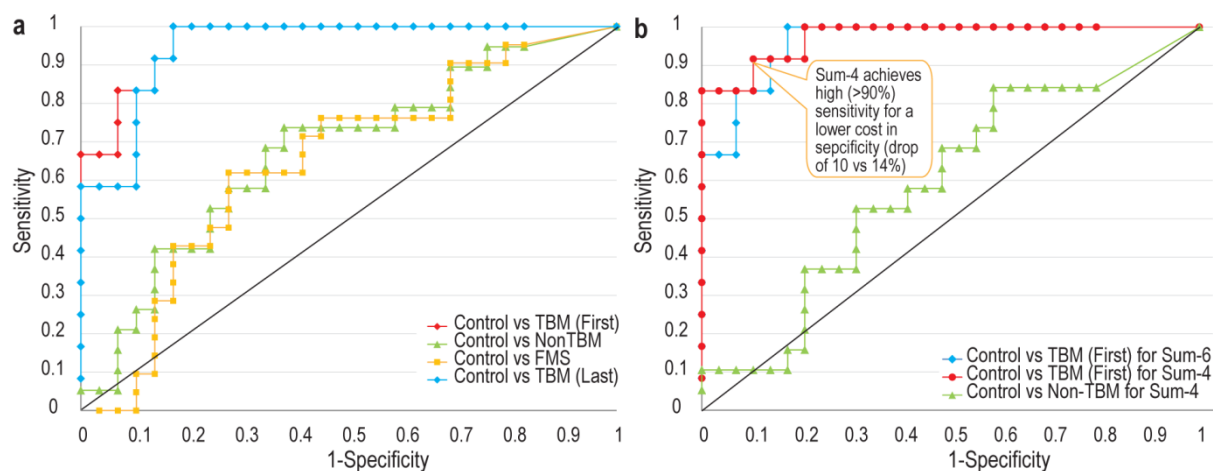 a
1
0.9
0.8
0.7
0.6
0.5
0.4
0.3
0.2
0.1
0
Sensitivity
0 0.1 0.2 0.3 0.4 0.5 0.6 0.7 0.8 0.9 1
1-Specificity
Control vs TBM (First)
Control vs NonTBM
Control vs FMS
Control vs TBM (Last)
b
1
0.9
0.8
0.7
0.6
0.5
0.4
0.3
0.2
0.1
0
Sensitivity
Sum-4 achieves
high (>90%)
sensitivity for a
lower cost in
sepcificity (drop
of 10 vs 14%)
Control vs TBM (First) for Sum-6
Control vs TBM (First) for Sum-4
Control vs Non-TBM for Sum-4
0 0.1 0.2 0.3 0.4 0.5 0.6 0.7 0.8 0.9 1
1-Specificity